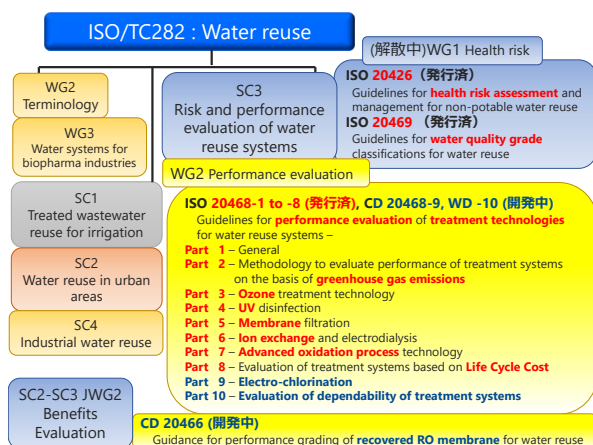 ISO/TC282 : Water reuse
(解散中)WG1 Health risk
ISO 20426（発行済）
Guidelines for health risk assessment and
management for non-potable water reuse
ISO 20469 （発行済）
Guidelines for water quality grade
classifications for water reuse
WG2
Terminology
WG3
Water systems for
biopharma industries
SC3
Risk and performance
evaluation of water
reuse systems
WG2 Performance evaluation
SC1
Treated wastewater
reuse for irrigation
SC2
Water reuse in urban
areas
SC4
Industrial water reuse
ISO 20468-1 to -8 (発行済), CD 20468-9, WD -10 (開発中)
Guidelines for performance evaluation of treatment technologies
for water reuse systems –
Part 1 – General
Part 2 – Methodology to evaluate performance of treatment systems
on the basis of greenhouse gas emissions
Part 3 – Ozone treatment technology
Part 4 – UV disinfection
Part 5 – Membrane filtration
Part 6 – Ion exchange and electrodialysis
Part 7 – Advanced oxidation process technology
Part 8 – Evaluation of treatment systems based on Life Cycle Cost
Part 9 – Electro-chlorination
Part 10 – Evaluation of dependability of treatment systems
SC2-SC3 JWG2
Benefits
Evaluation
CD 20466 (開発中)
Guidance for performance grading of recovered RO membrane for water reuse